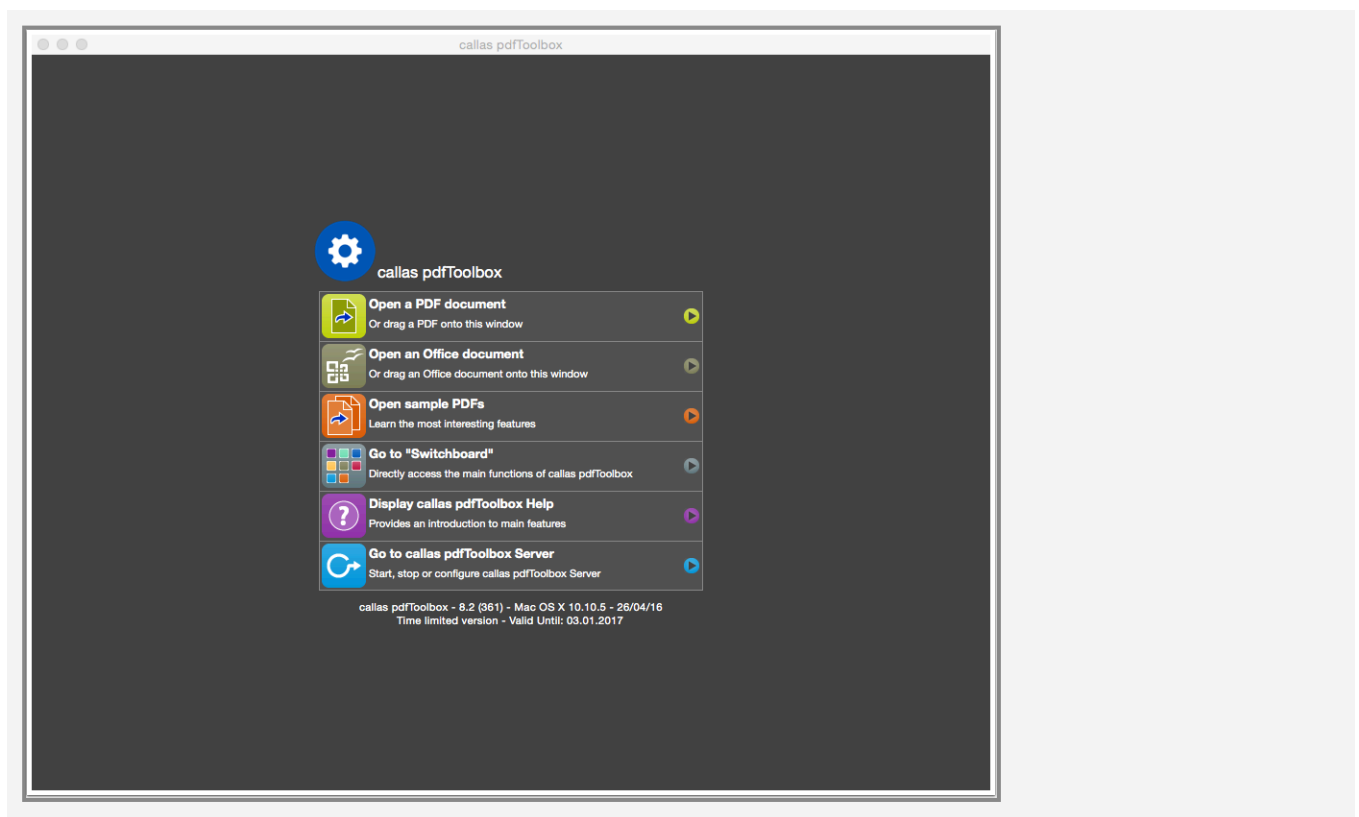 callas pdfToolbox
callas pdfToolbox
Open a PDF document
Or drag a PDF onto this window
Open an Office document
Or drag an Office document onto this window
Open sample PDFs
Learn the most interesting features
Go to "Switchboard"
Directly access the main functions of callas pdfToolbox
Display callas pdfToolbox Help
Provides an introduction to main features
Go to callas pdfToolbox Server
Start, stop or configure callas pdfToolbox Server
callas pdfToolbox - 8.2 (361) - Mac OS X 10.10.5 - 26/04/16
Time limited version - Valid Until: 03.01.2017